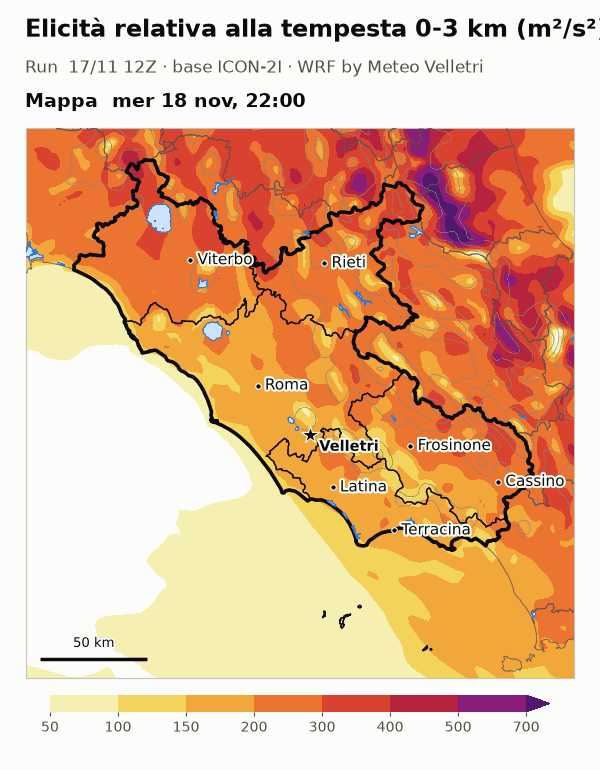 Elicità relativa alla tempesta 0-3 km (m²/s²)
Run 17/11 12Z · base ICON-2I · WRF by Meteo Velletri
Mappa mer 18 nov, 22:00
Viterbo
Rieti
Roma
Velletri
Frosinone
Latina
Cassino
Terracina
50 km
50 100 150 200 300 400 500 700